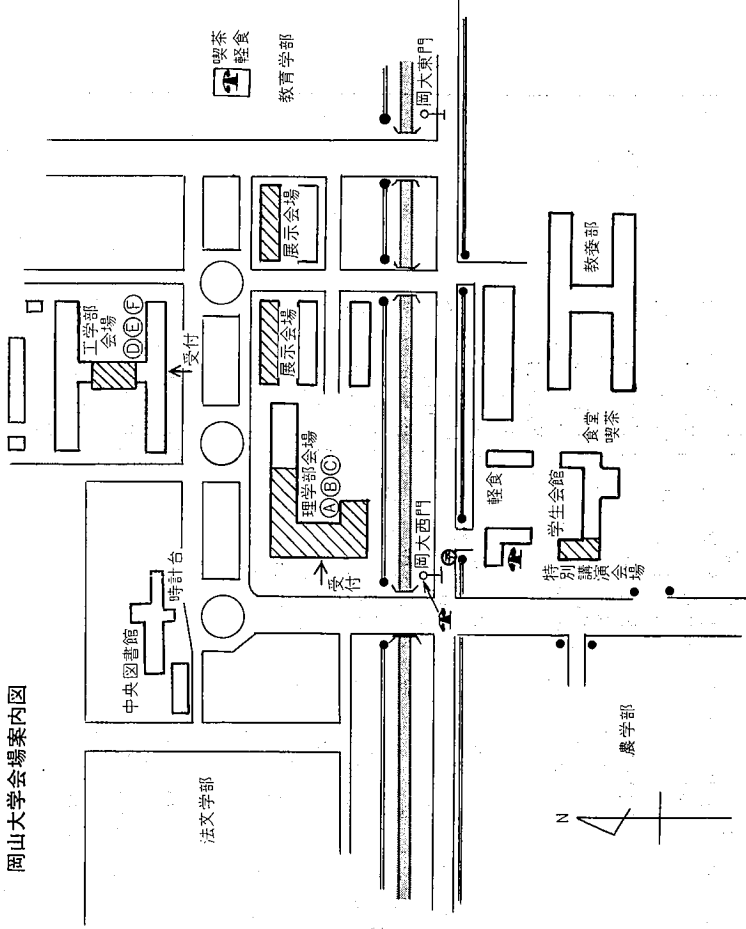 岡山大学会場案内図
喫茶
軽食
教育学部
岡大東門
工学部
会場
ⒹⒺⒻ
受付
展示会場
展示会場
理学部会場
ⒶⒷⒸ
受付
時計台
中央図書館
法文学部
岡大西門
教養部
食堂
喫茶
軽食
学生会館
特別講演会場
農学部
N